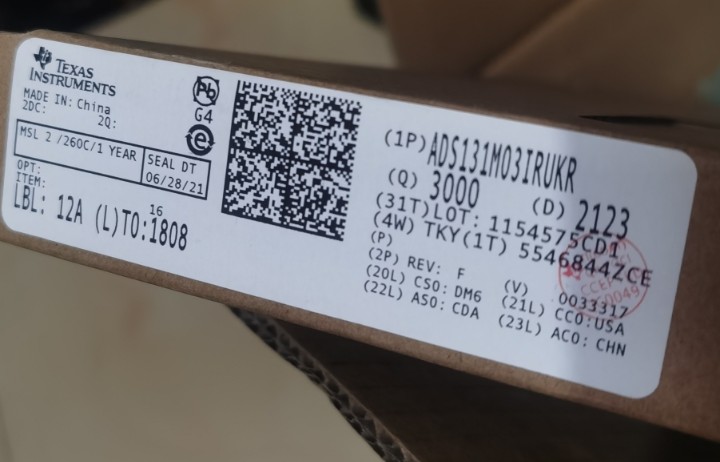 TEXAS
INSTRUMENTS
MADE IN: China
2DC: 2Q:
MSL 2 /260C/1 YEAR
SEAL DT
06/28/21
OPT:
ITEM:
16
LBL: 12A (L)TO:1808
Pb
G4
e
(1P) ADS131M03IRUKR
(Q) 3000 (D) 2123
(31T)LOT: 1154575CD1
(4W) TKY(1T) 5546844ZCE
(P)
(2P) REV: F (V) 0033317
(20L) CSO: DM6 (21L) CCO:USA
(22L) ASO: CDA (23L) ACO: CHN